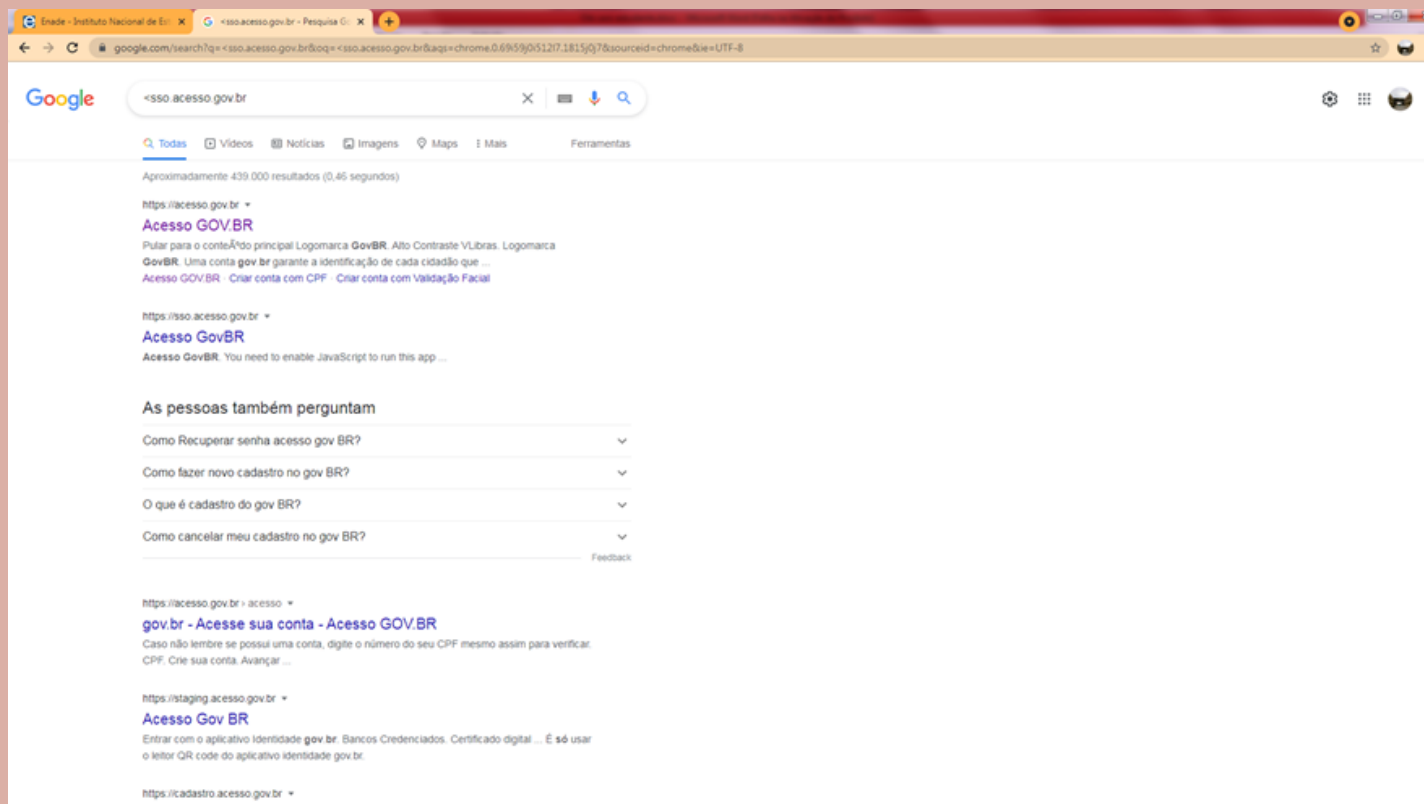 Enade - Instituto Nacional de Est
<sso.acesso.gov.br - Pesquisa Go
google.com/search?q=<sso.acesso.gov.br&oq=<sso.acesso.gov.br&aqs=chrome.0.69i59j0i512l7.1815j0j7&sourceid=chrome&ie=UTF-8
Google
<sso.acesso.gov.br
Todas Vídeos Notícias Imagens Maps Mais Ferramentas
Aproximadamente 439.000 resultados (0,46 segundos)
https://acesso.gov.br
Acesso GOV.BR
Pular para o conteÃºdo principal Logomarca GovBR. Alto Contraste VLibras. Logomarca
GovBR. Uma conta gov.br garante a identificação de cada cidadão que ...
Acesso GOV.BR · Criar conta com CPF · Criar conta com Validação Facial
https://sso.acesso.gov.br
Acesso GovBR
Acesso GovBR. You need to enable JavaScript to run this app ...
As pessoas também perguntam
Como Recuperar senha acesso gov BR?
Como fazer novo cadastro no gov BR?
O que é cadastro do gov BR?
Como cancelar meu cadastro no gov BR?
Feedback
https://acesso.gov.br › acesso
gov.br - Acesse sua conta - Acesso GOV.BR
Caso não lembre se possui uma conta, digite o número do seu CPF mesmo assim para verificar.
CPF. Crie sua conta. Avançar ...
https://staging.acesso.gov.br
Acesso Gov BR
Entrar com o aplicativo Identidade gov.br. Bancos Credenciados. Certificado digital ... É só usar
o leitor QR code do aplicativo identidade gov.br.
https://cadastro.acesso.gov.br